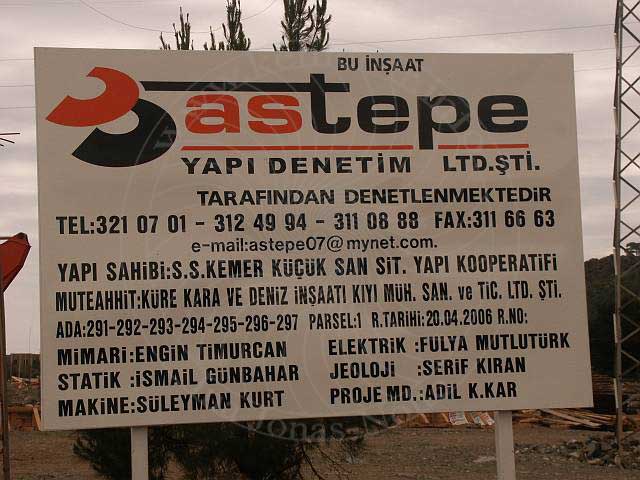 BU İNŞAAT
astepe
YAPI DENETİM LTD.ŞTİ.
TARAFINDAN DENETLENMEKTEDİR
TEL:321 07 01 - 312 49 94 - 311 08 88 FAX:311 66 63
e-mail:astepe07@mynet.com.
YAPI SAHİBİ:S.S.KEMER KÜÇÜK SAN SİT. YAPI KOOPERATİFİ
MUTEAHHİT:KÜRE KARA VE DENİZ İNŞAATI KIYI MÜH. SAN. ve TİC. LTD. ŞTİ.
ADA:291-292-293-294-295-296-297 PARSEL:1 R.TARİHİ:20.04.2006 R.NO:
MİMARİ:ENGİN TİMURCAN ELEKTRİK :FULYA MUTLUTÜRK
STATİK :İSMAİL GÜNBAHAR JEOLOJİ :SERİF KIRAN
MAKİNE:SÜLEYMAN KURT PROJE MD.:ADİL K.KAR